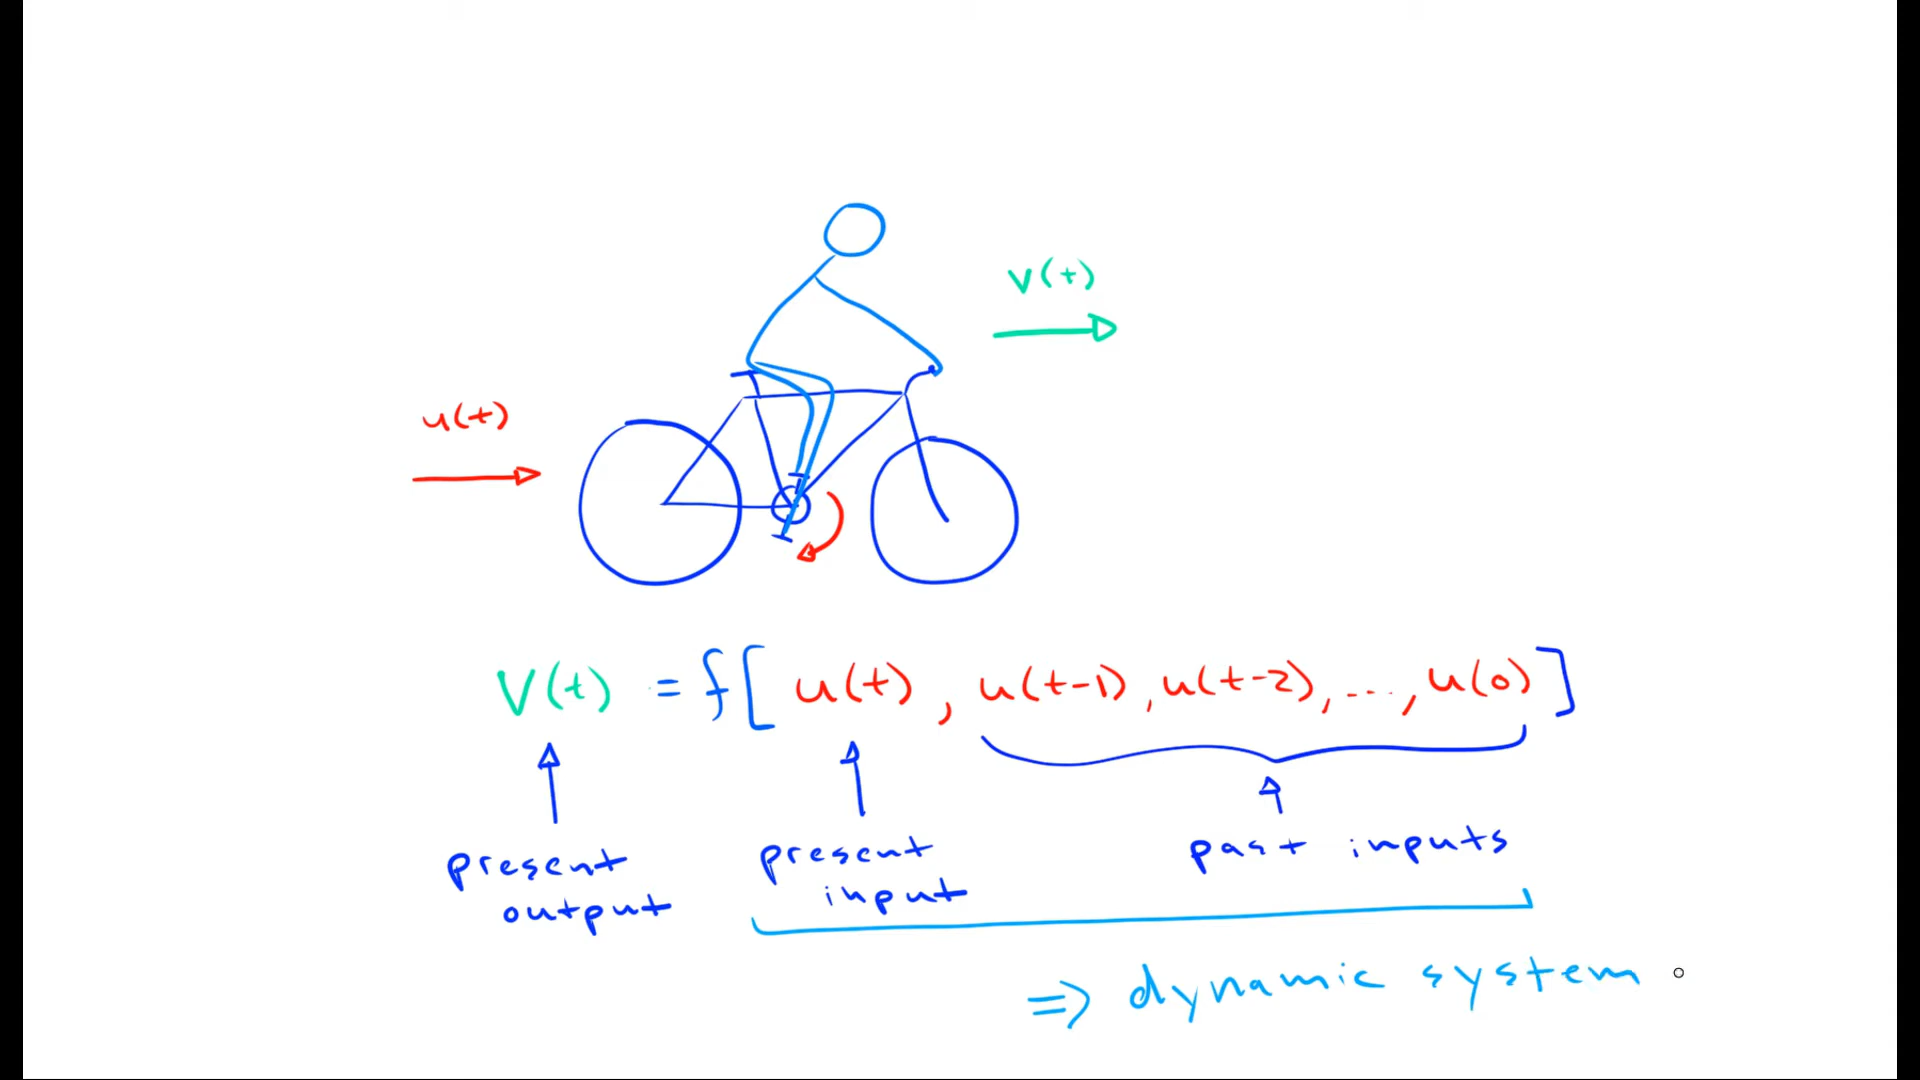 v(t)
u(t)
V(t) = f[ u(t), u(t-1), u(t-2), ..., u(0) ]
present output
present input
past inputs
=> dynamic system